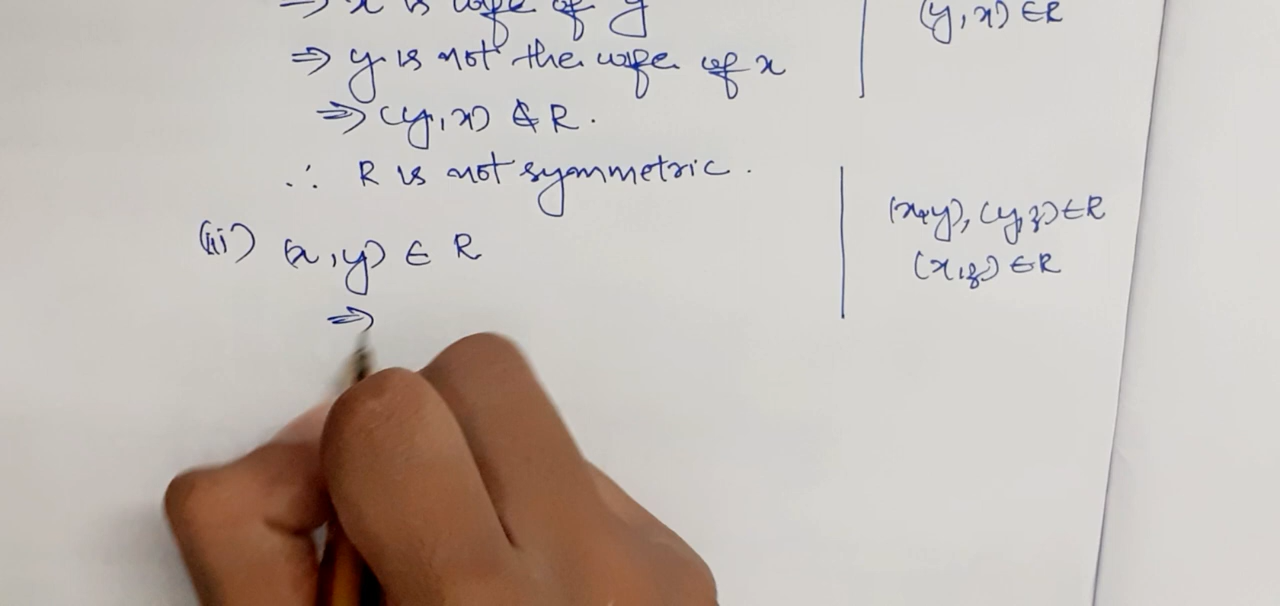 ⇒ x is wife of y
(y, x) ∈ R
⇒ y is not the wife of x
⇒ (y, x) ∉ R.
∴ R is not symmetric.
(x, y), (y, z) ∈ R
(iii) (x, y) ∈ R
(x, z) ∈ R
⇒